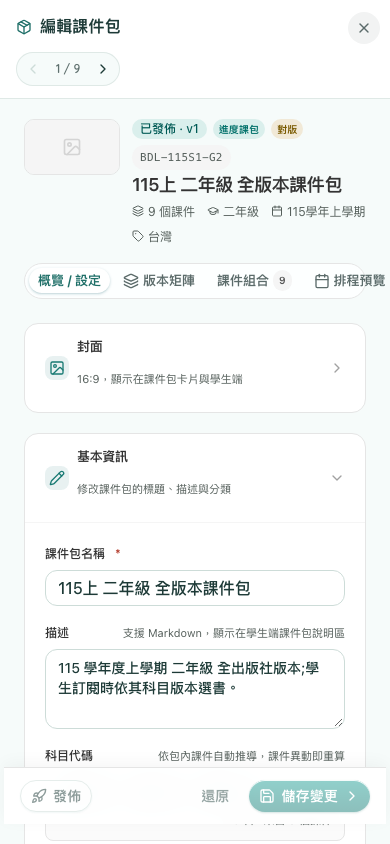 編輯課件包
1 / 9
已發佈 · v1
進度課包
對版
BDL-115S1-G2
115上 二年級 全版本課件包
9 個課件
二年級
115學年上學期
台灣
概覽 / 設定
版本矩陣
課件組合 9
排程預覽
封面
16:9，顯示在課件包卡片與學生端
基本資訊
修改課件包的標題、描述與分類
課件包名稱 *
115上 二年級 全版本課件包
描述
支援 Markdown，顯示在學生端課件包說明區
115 學年度上學期 二年級 全出版社版本;學
生訂閱時依其科目版本選書。
科目代碼
依包內課件自動推導，課件異動即重算
發佈
還原
儲存變更